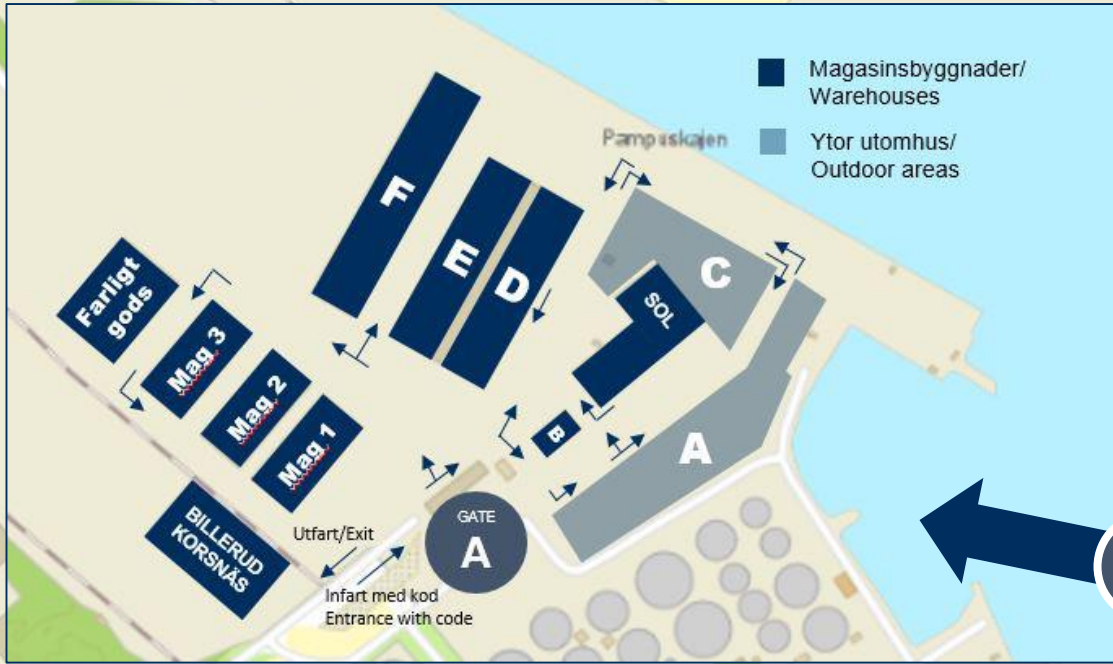 Magasinsbyggnader/
Warehouses
Ytor utomhus/
Outdoor areas
Pampuskajen
F
E
D
C
SOL
Farligt
gods
Mag 3
Mag 2
Mag 1
B
A
BILLERUD
KORSNÄS
GATE
A
Utfart/Exit
Infart med kod
Entrance with code